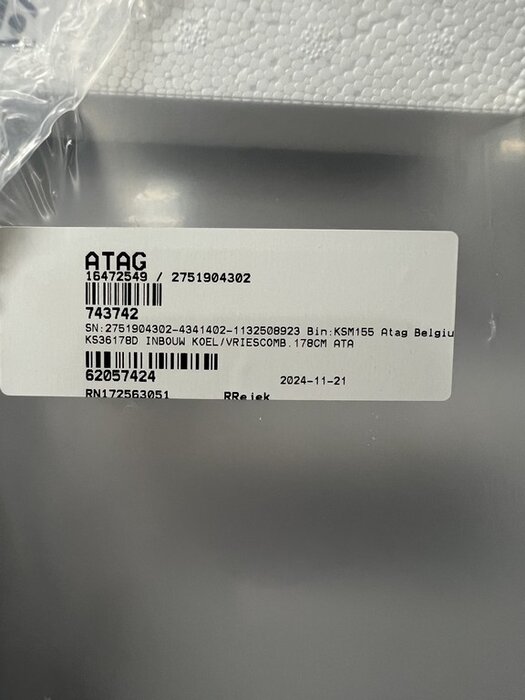 ATAG
16472549 / 2751904302
743742
SN:2751904302-4341402-1132508923 Bin:KSM155 Atag Belgiu
KS36178D INBOUW KOEL/VRIESCOMB.178CM ATA
62057424 2024-11-21
RN172563051 RRejek